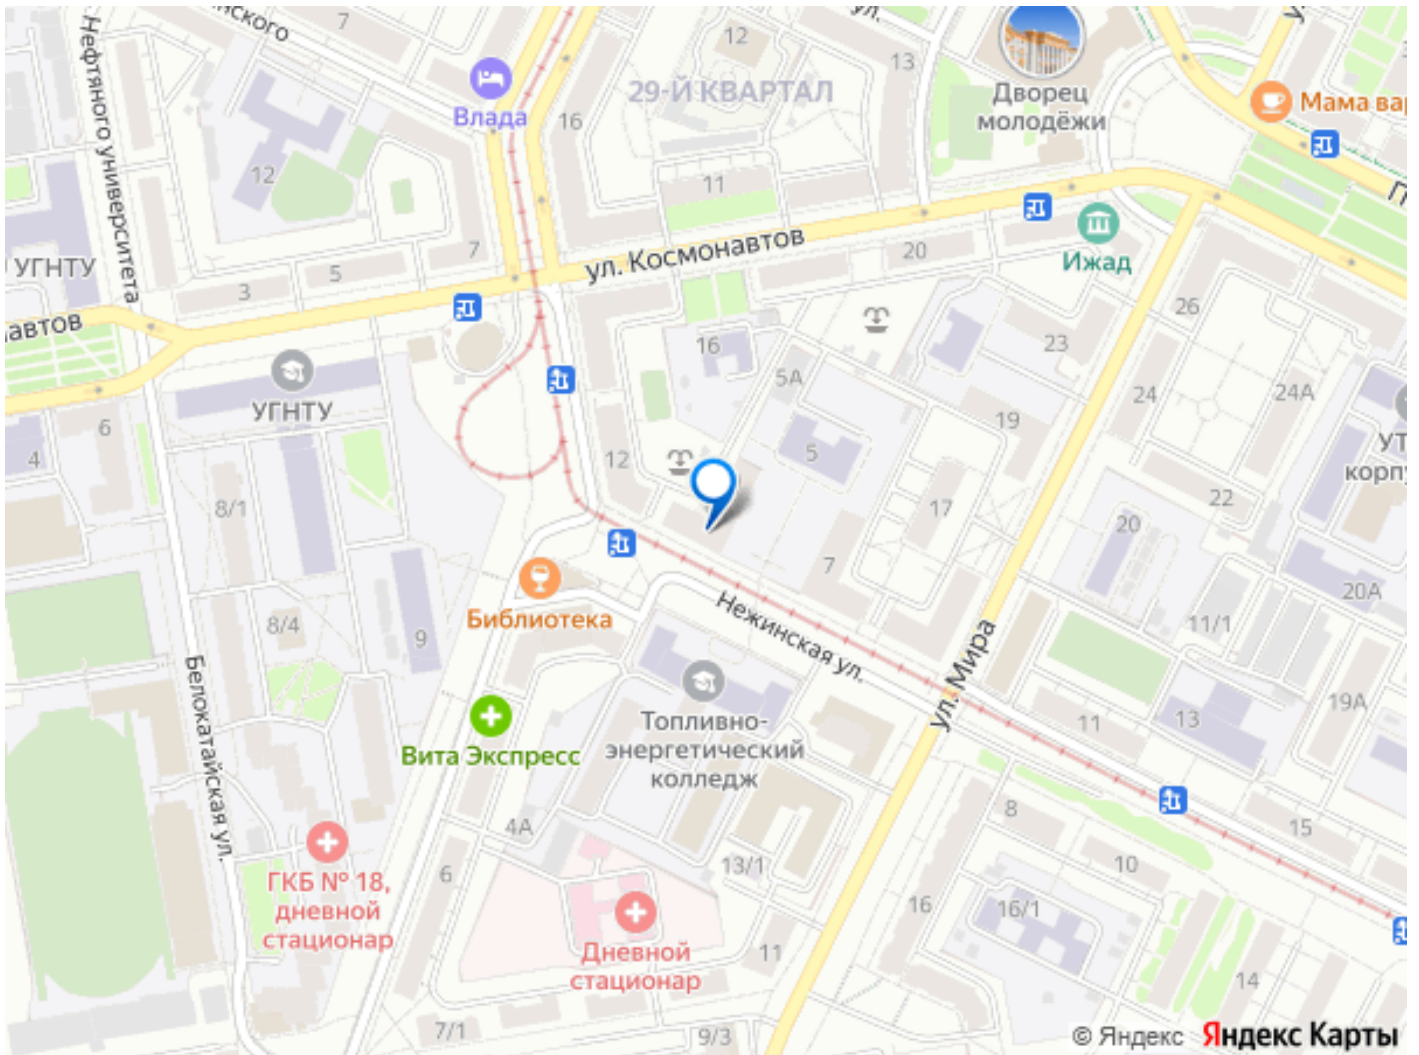 нского
7
ул.
12
13
Дворец
молодёжи
Мама вар
Влада
16
29-Й КВАРТАЛ
Нефтяного университета
12
11
ул. Космонавтов
20
Ижад
УГНТУ
7
5
3
26
автов
16
23
5А
24
24А
УГНТУ
6
4
19
12
5
УТ
корпу
8/1
17
22
20
7
20А
Библиотека
Нежинская ул.
11/1
8/4
9
ул. Мира
Белокатайская ул.
Топливно-
энергетический
колледж
11
13
19А
Вита Экспресс
4А
8
15
13/1
10
6
ГКБ № 18,
дневной
стационар
16
16/1
Дневной
стационар
11
14
7/1
9/3
© Яндекс Яндекс Карты